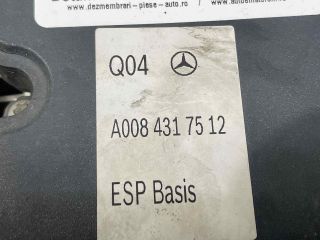 www.dezmembrari-piese-auto.ro
Q04
A008 431 75 12
ESP Basis